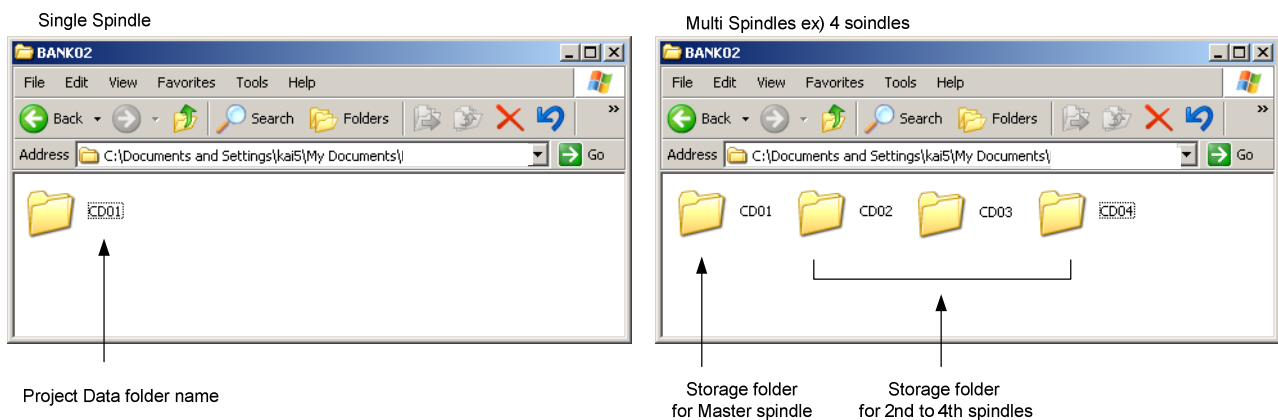 Single Spindle
BANK02
File Edit View Favorites Tools Help
Back Search Folders »
Address C:\Documents and Settings\kai5\My Documents\ Go
CD01
Project Data folder name
Multi Spindles ex) 4 soindles
BANK02
File Edit View Favorites Tools Help
Back Search Folders »
Address C:\Documents and Settings\kai5\My Documents\ Go
CD01 CD02 CD03 CD04
Storage folder
for Master spindle
Storage folder
for 2nd to 4th spindles